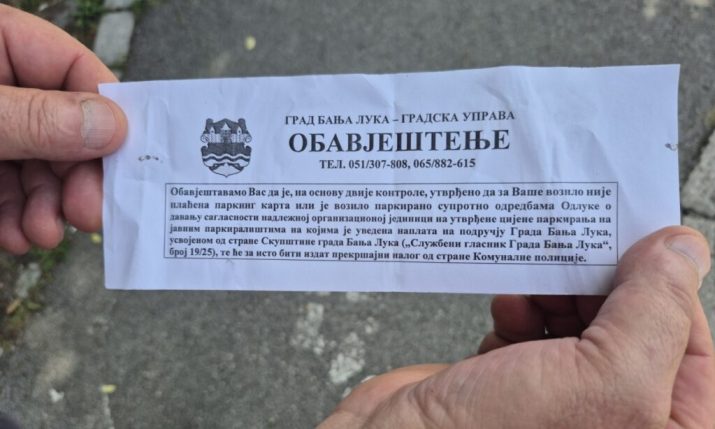 ГРАД БАЊА ЛУКА – ГРАДСКА УПРАВА
ОБАВЈЕШТЕЊЕ
ТЕЛ. 051/307-808, 065/882-615
Обавјештавамо Вас да је, на основу двије контроле, утврђено да за Ваше возило није
плаћена паркинг карта или је возило паркирано супротно одредбама Одлуке о
давању сагласности надлежној организационој јединици на утврђене цијене паркирања на
јавним паркиралиштима на којима је уведена наплата на подручју Града Бања Лука,
усвојеном од стране Скупштине града Бања Лука („Службени гласник Града Бања Лука“,
број 19/25), те ће за исто бити издат прекршајни налог од стране Комуналне полиције.